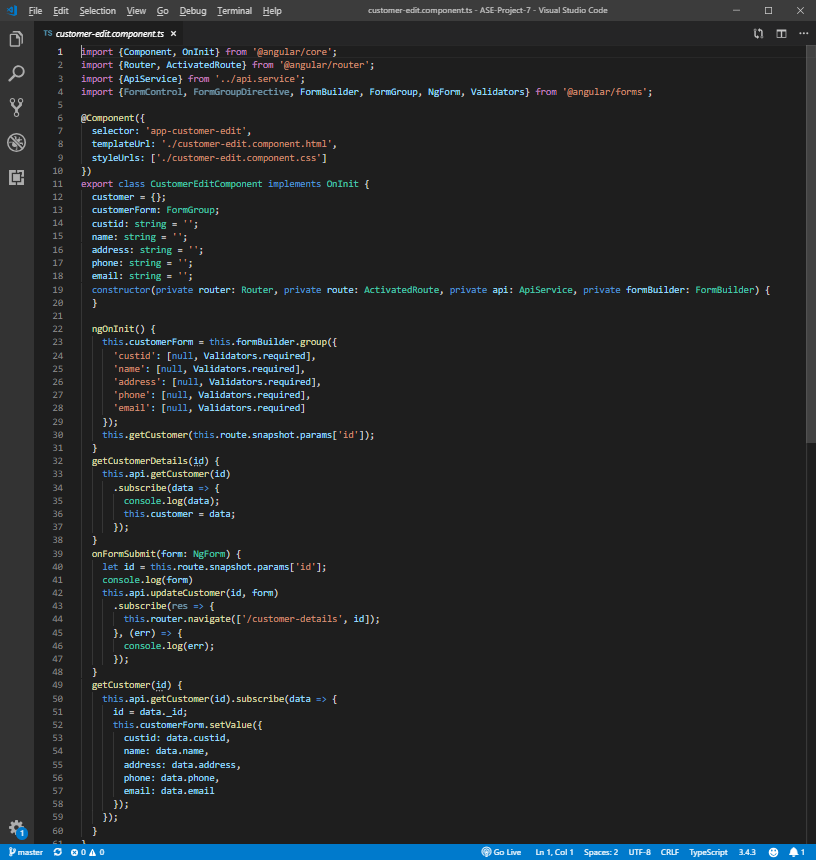 File Edit Selection View Go Debug Terminal Help customer-edit.component.ts - ASE-Project-7 - Visual Studio Code
TS customer-edit.component.ts ×
1 import {Component, OnInit} from '@angular/core';
2 import {Router, ActivatedRoute} from '@angular/router';
3 import {ApiService} from '../api.service';
4 import {FormControl, FormGroupDirective, FormBuilder, FormGroup, NgForm, Validators} from '@angular/forms';
5
6 @Component({
7   selector: 'app-customer-edit',
8   templateUrl: './customer-edit.component.html',
9   styleUrls: ['./customer-edit.component.css']
10 })
11 export class CustomerEditComponent implements OnInit {
12   customer = {};
13   customerForm: FormGroup;
14   custid: string = '';
15   name: string = '';
16   address: string = '';
17   phone: string = '';
18   email: string = '';
19   constructor(private router: Router, private route: ActivatedRoute, private api: ApiService, private formBuilder: FormBuilder) {
20   }
21
22   ngOnInit() {
23     this.customerForm = this.formBuilder.group({
24       'custid': [null, Validators.required],
25       'name': [null, Validators.required],
26       'address': [null, Validators.required],
27       'phone': [null, Validators.required],
28       'email': [null, Validators.required]
29     });
30     this.getCustomer(this.route.snapshot.params['id']);
31   }
32   getCustomerDetails(id) {
33     this.api.getCustomer(id)
34       .subscribe(data => {
35         console.log(data);
36         this.customer = data;
37       });
38   }
39   onFormSubmit(form: NgForm) {
40     let id = this.route.snapshot.params['id'];
41     console.log(form)
42     this.api.updateCustomer(id, form)
43       .subscribe(res => {
44         this.router.navigate(['/customer-details', id]);
45       }, (err) => {
46         console.log(err);
47       });
48   }
49   getCustomer(id) {
50     this.api.getCustomer(id).subscribe(data => {
51       id = data._id;
52       this.customerForm.setValue({
53         custid: data.custid,
54         name: data.name,
55         address: data.address,
56         phone: data.phone,
57         email: data.email
58       });
59     });
60   }
61 }
1
master 0 0 Go Live Ln 1, Col 1 Spaces: 2 UTF-8 CRLF TypeScript 3.4.3 1